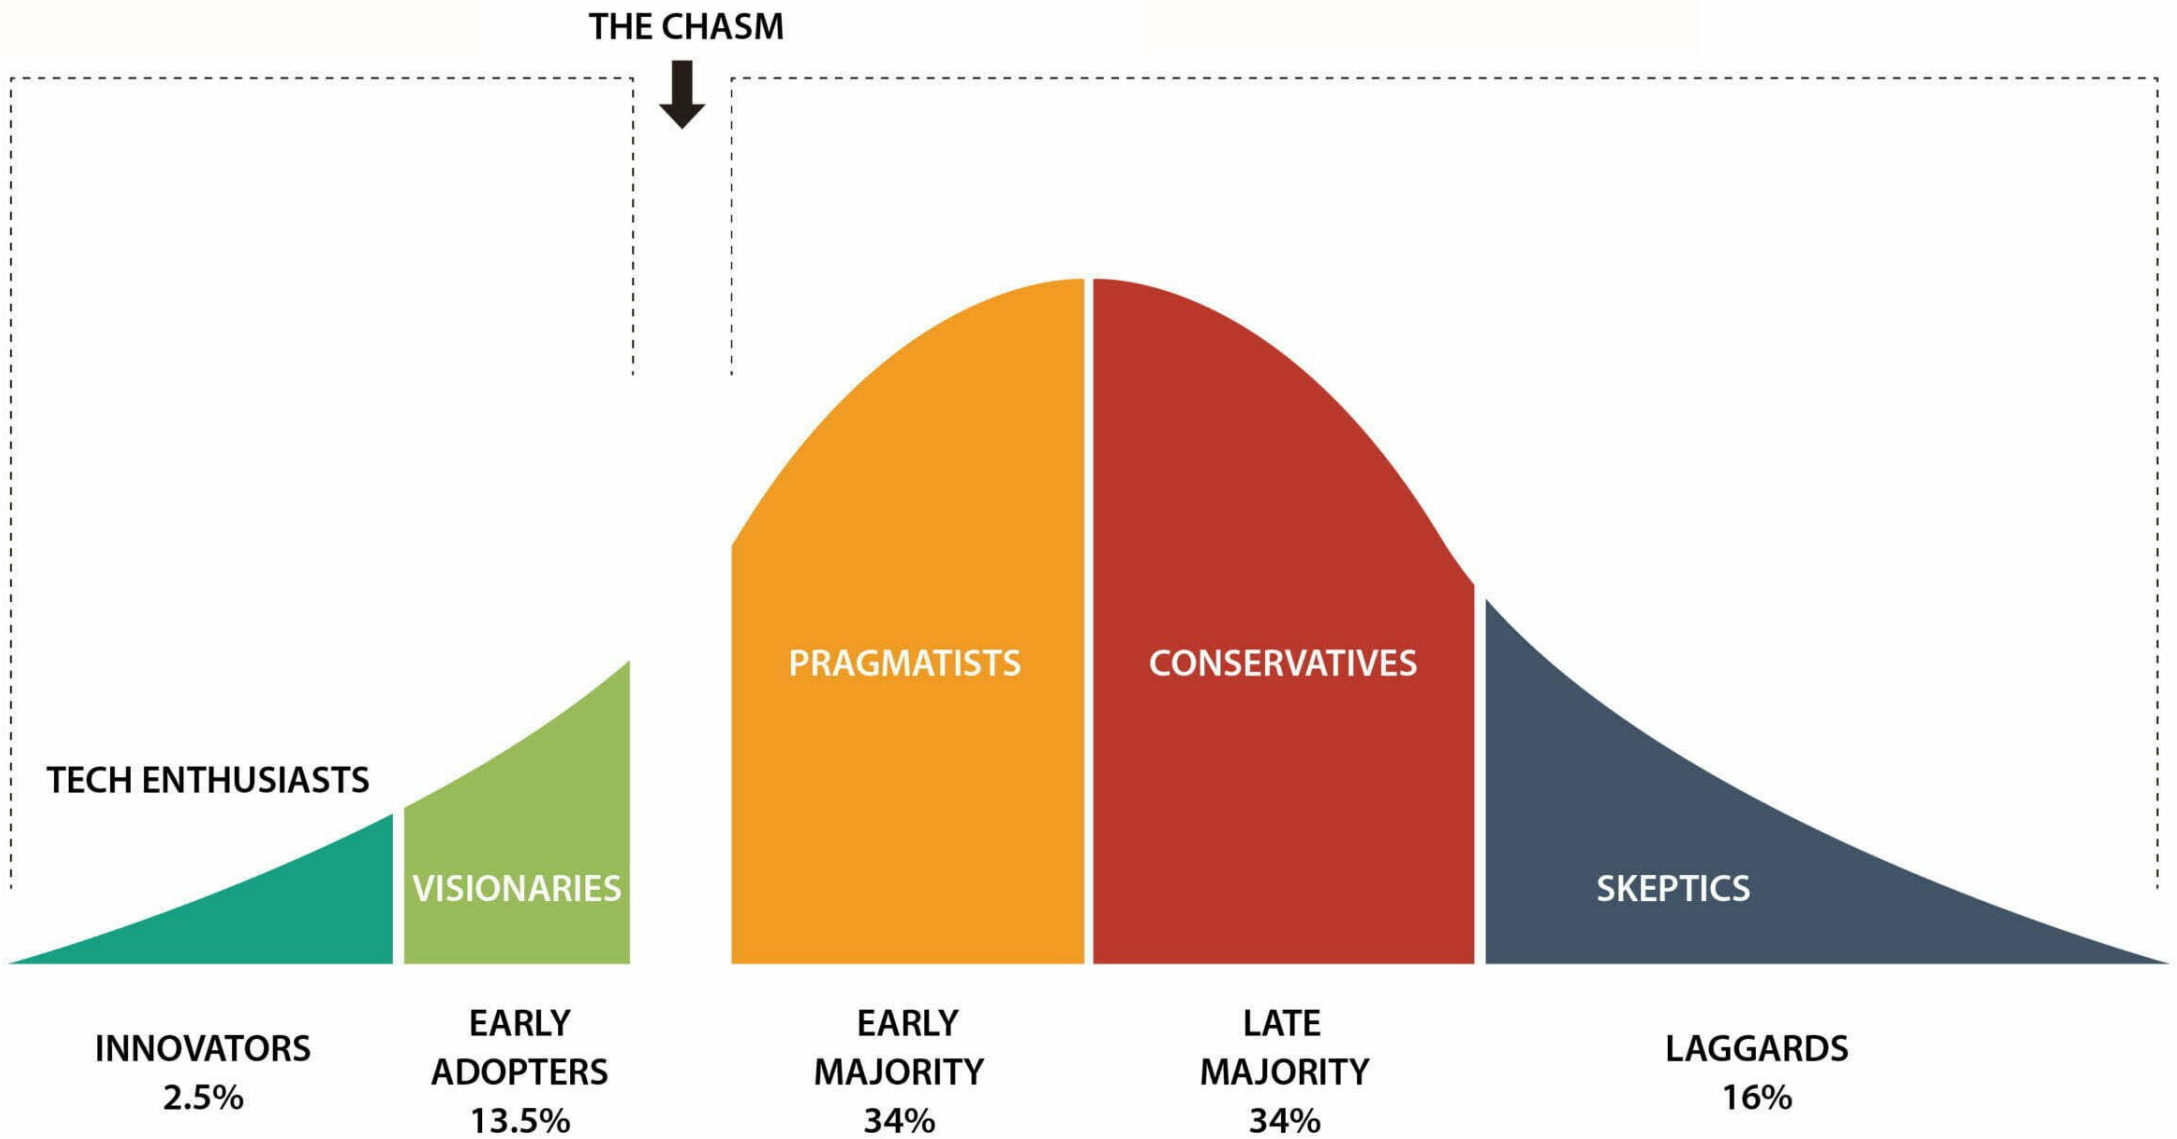 THE CHASM
PRAGMATISTS
CONSERVATIVES
TECH ENTHUSIASTS
VISIONARIES
SKEPTICS
INNOVATORS
2.5%
EARLY
ADOPTERS
13.5%
EARLY
MAJORITY
34%
LATE
MAJORITY
34%
LAGGARDS
16%